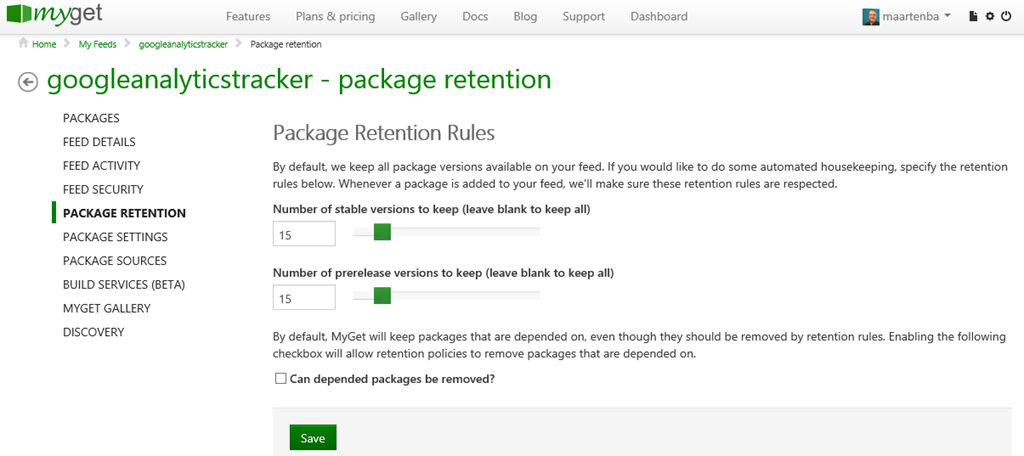 myget
Features Plans & pricing Gallery Docs Blog Support Dashboard maartenba
Home My Feeds googleanalyticstracker Package retention
googleanalyticstracker - package retention
PACKAGES
FEED DETAILS
FEED ACTIVITY
FEED SECURITY
PACKAGE RETENTION
PACKAGE SETTINGS
PACKAGE SOURCES
BUILD SERVICES (BETA)
MYGET GALLERY
DISCOVERY
Package Retention Rules
By default, we keep all package versions available on your feed. If you would like to do some automated housekeeping, specify the retention
rules below. Whenever a package is added to your feed, we'll make sure these retention rules are respected.
Number of stable versions to keep (leave blank to keep all)
15
Number of prerelease versions to keep (leave blank to keep all)
15
By default, MyGet will keep packages that are depended on, even though they should be removed by retention rules. Enabling the following
checkbox will allow retention policies to remove packages that are depended on.
Can depended packages be removed?
Save